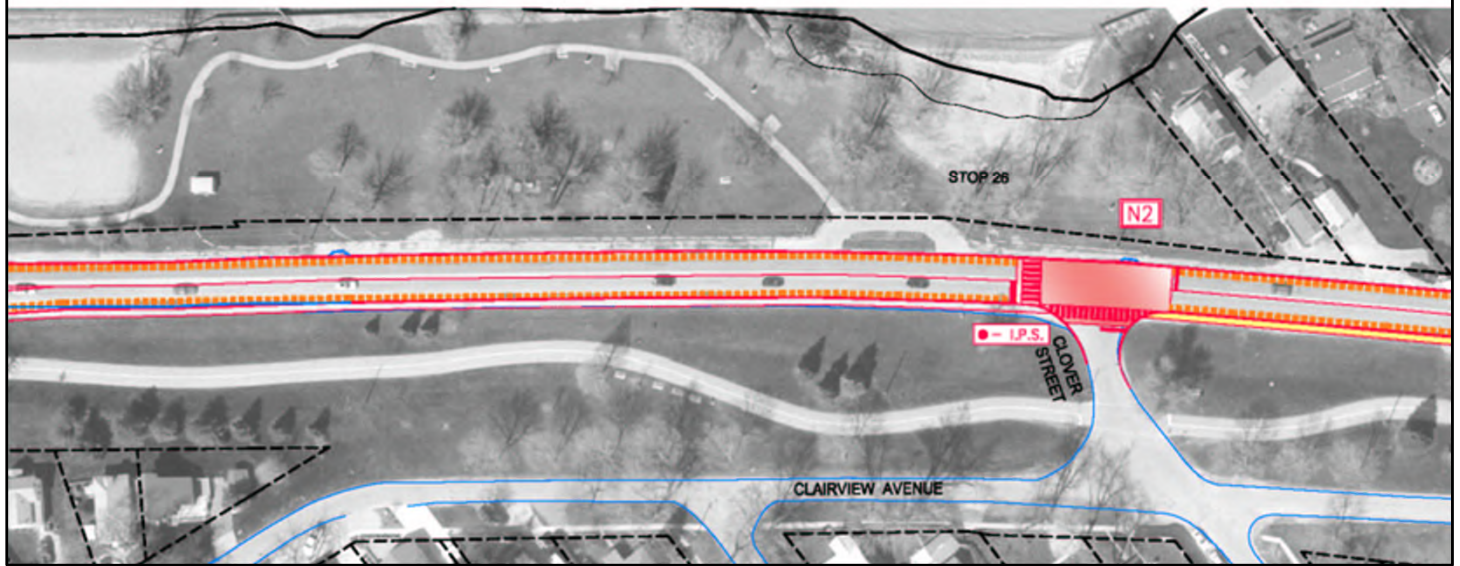 STOP 26
N2
I.P.S.
CLOVER
STREET
CLAIRVIEW AVENUE